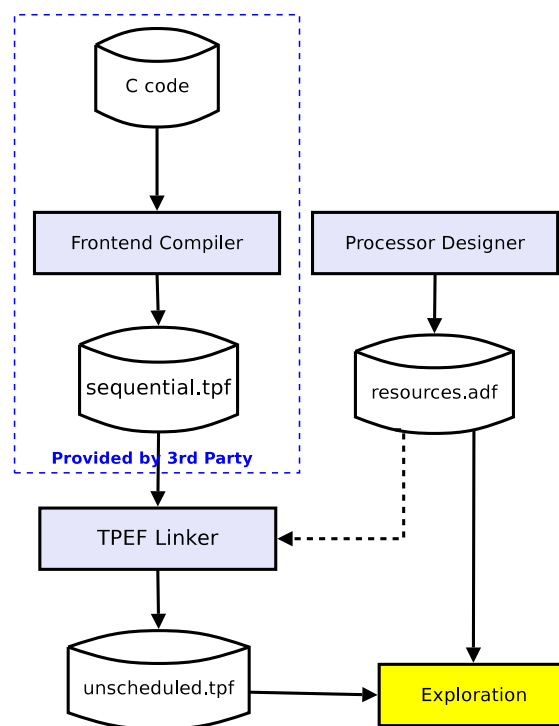 C code
Frontend Compiler
Processor Designer
sequential.tpf
resources.adf
Provided by 3rd Party
TPEF Linker
unscheduled.tpf
Exploration